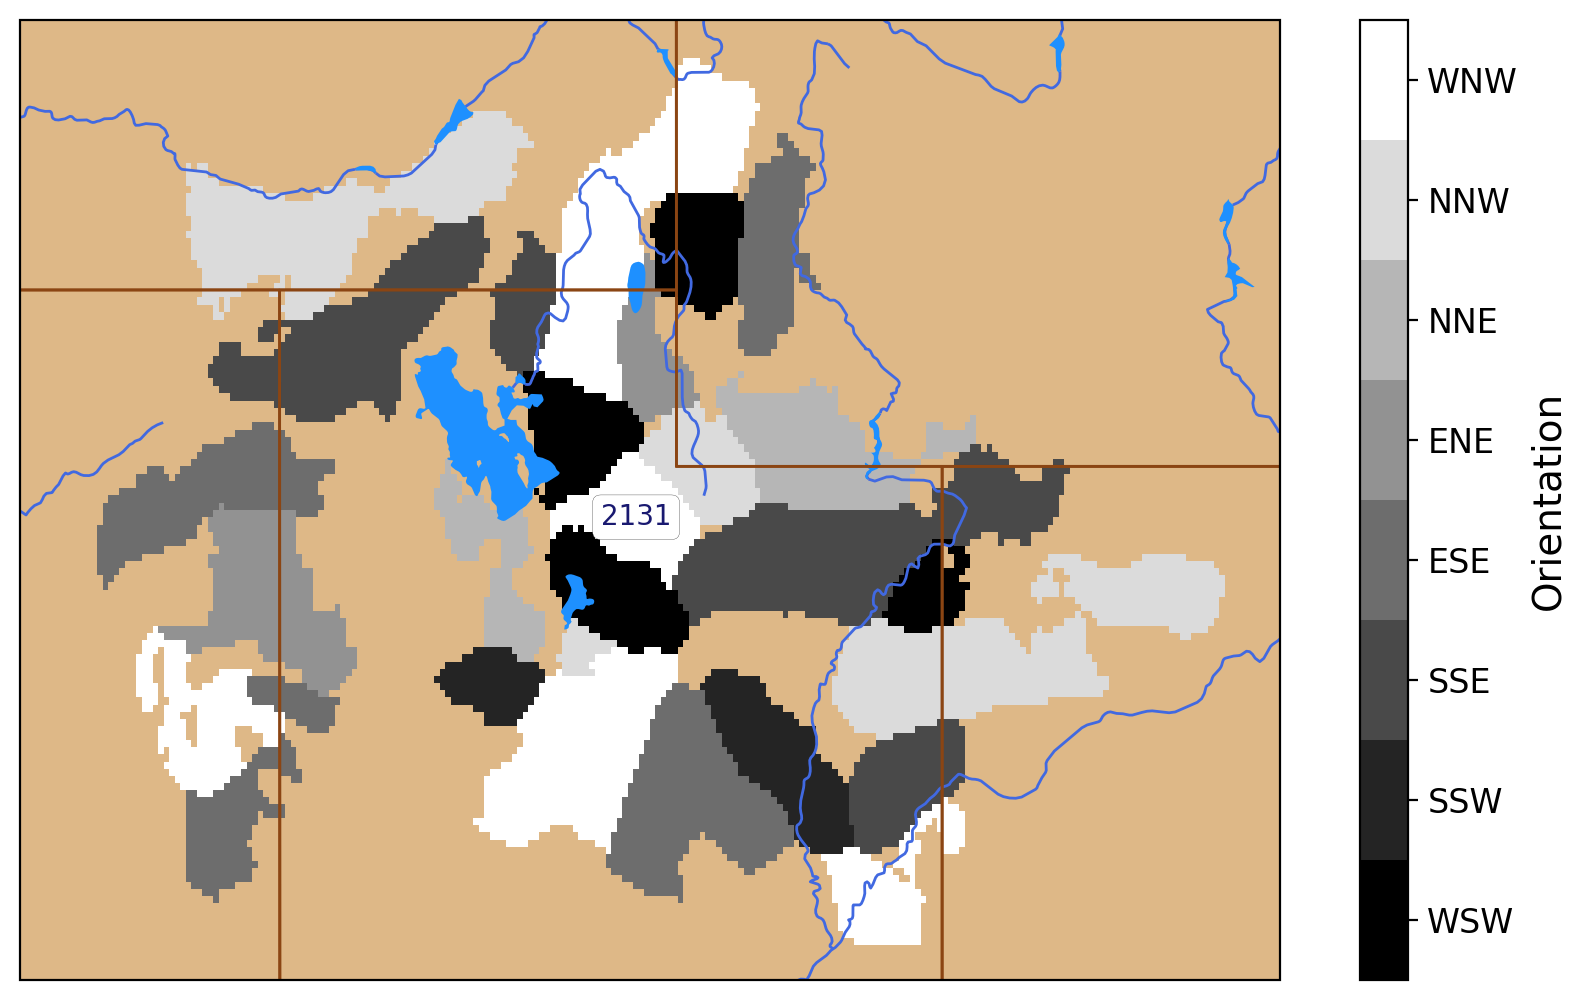 WNW
NNW
NNE
ENE
ESE
SSE
SSW
WSW
Orientation
2131